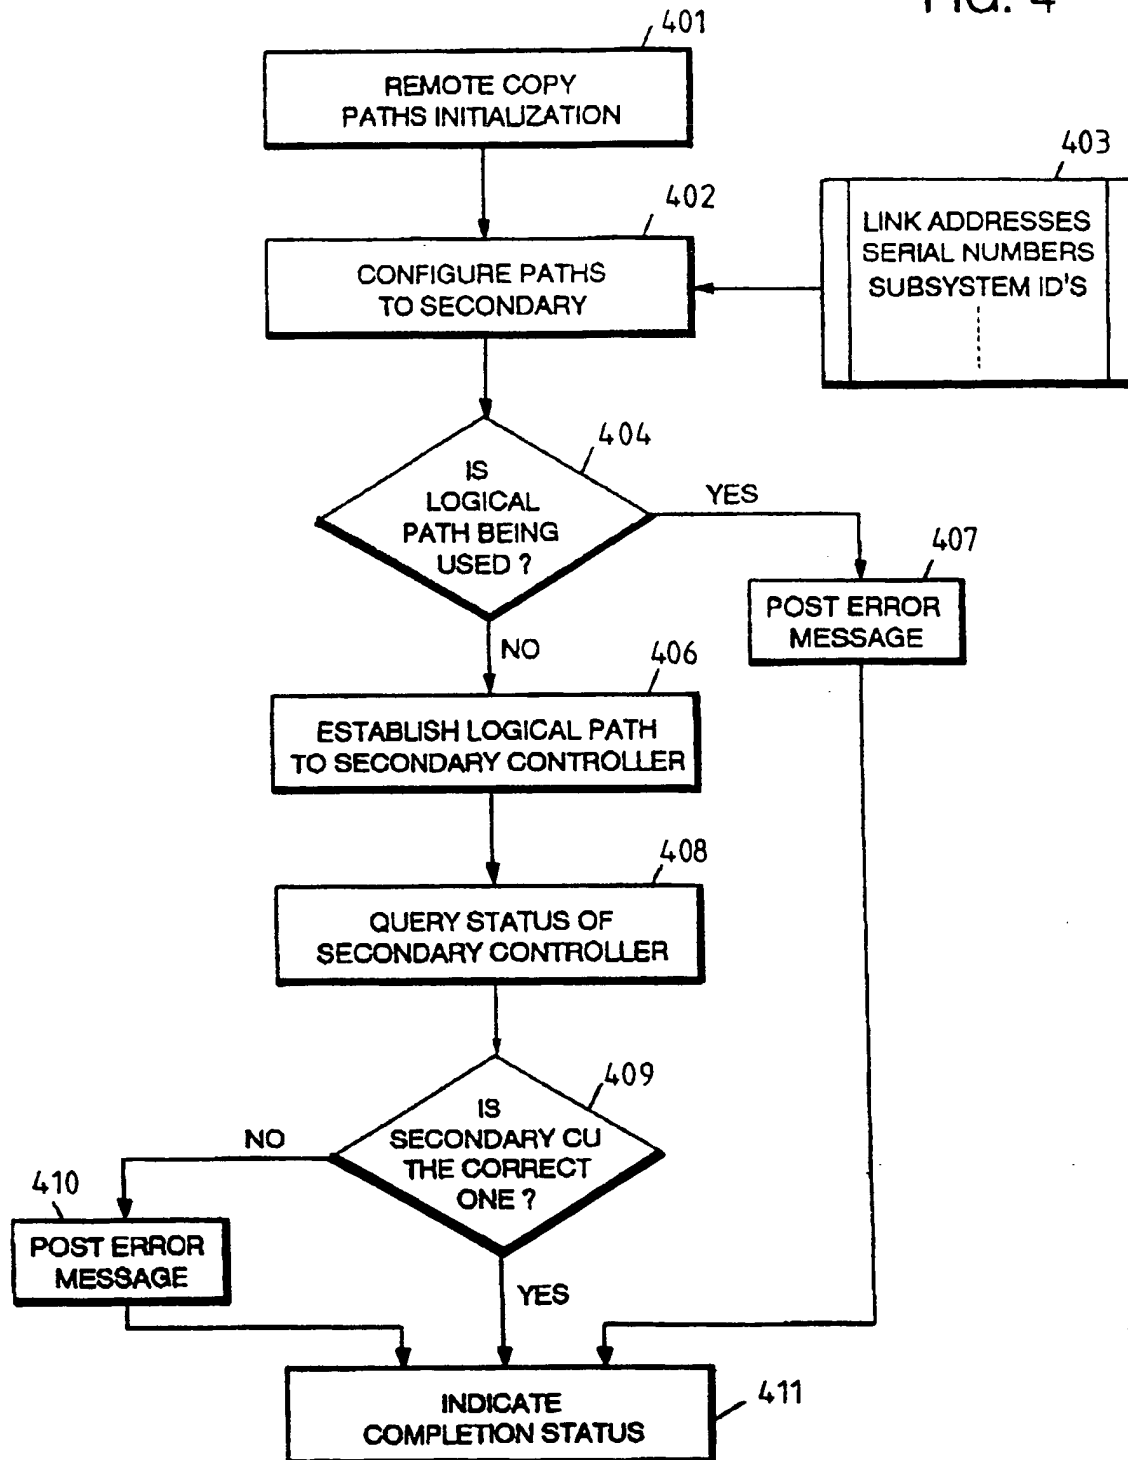 FIG. 4
401
REMOTE COPY
PATHS INITIALIZATION
402
CONFIGURE PATHS
TO SECONDARY
403
LINK ADDRESSES
SERIAL NUMBERS
SUBSYSTEM ID'S
404
IS
LOGICAL
PATH BEING
USED ?
YES
407
POST ERROR
MESSAGE
NO
406
ESTABLISH LOGICAL PATH
TO SECONDARY CONTROLLER
408
QUERY STATUS OF
SECONDARY CONTROLLER
409
IS
SECONDARY CU
THE CORRECT
ONE ?
NO
410
POST ERROR
MESSAGE
YES
INDICATE
COMPLETION STATUS
411